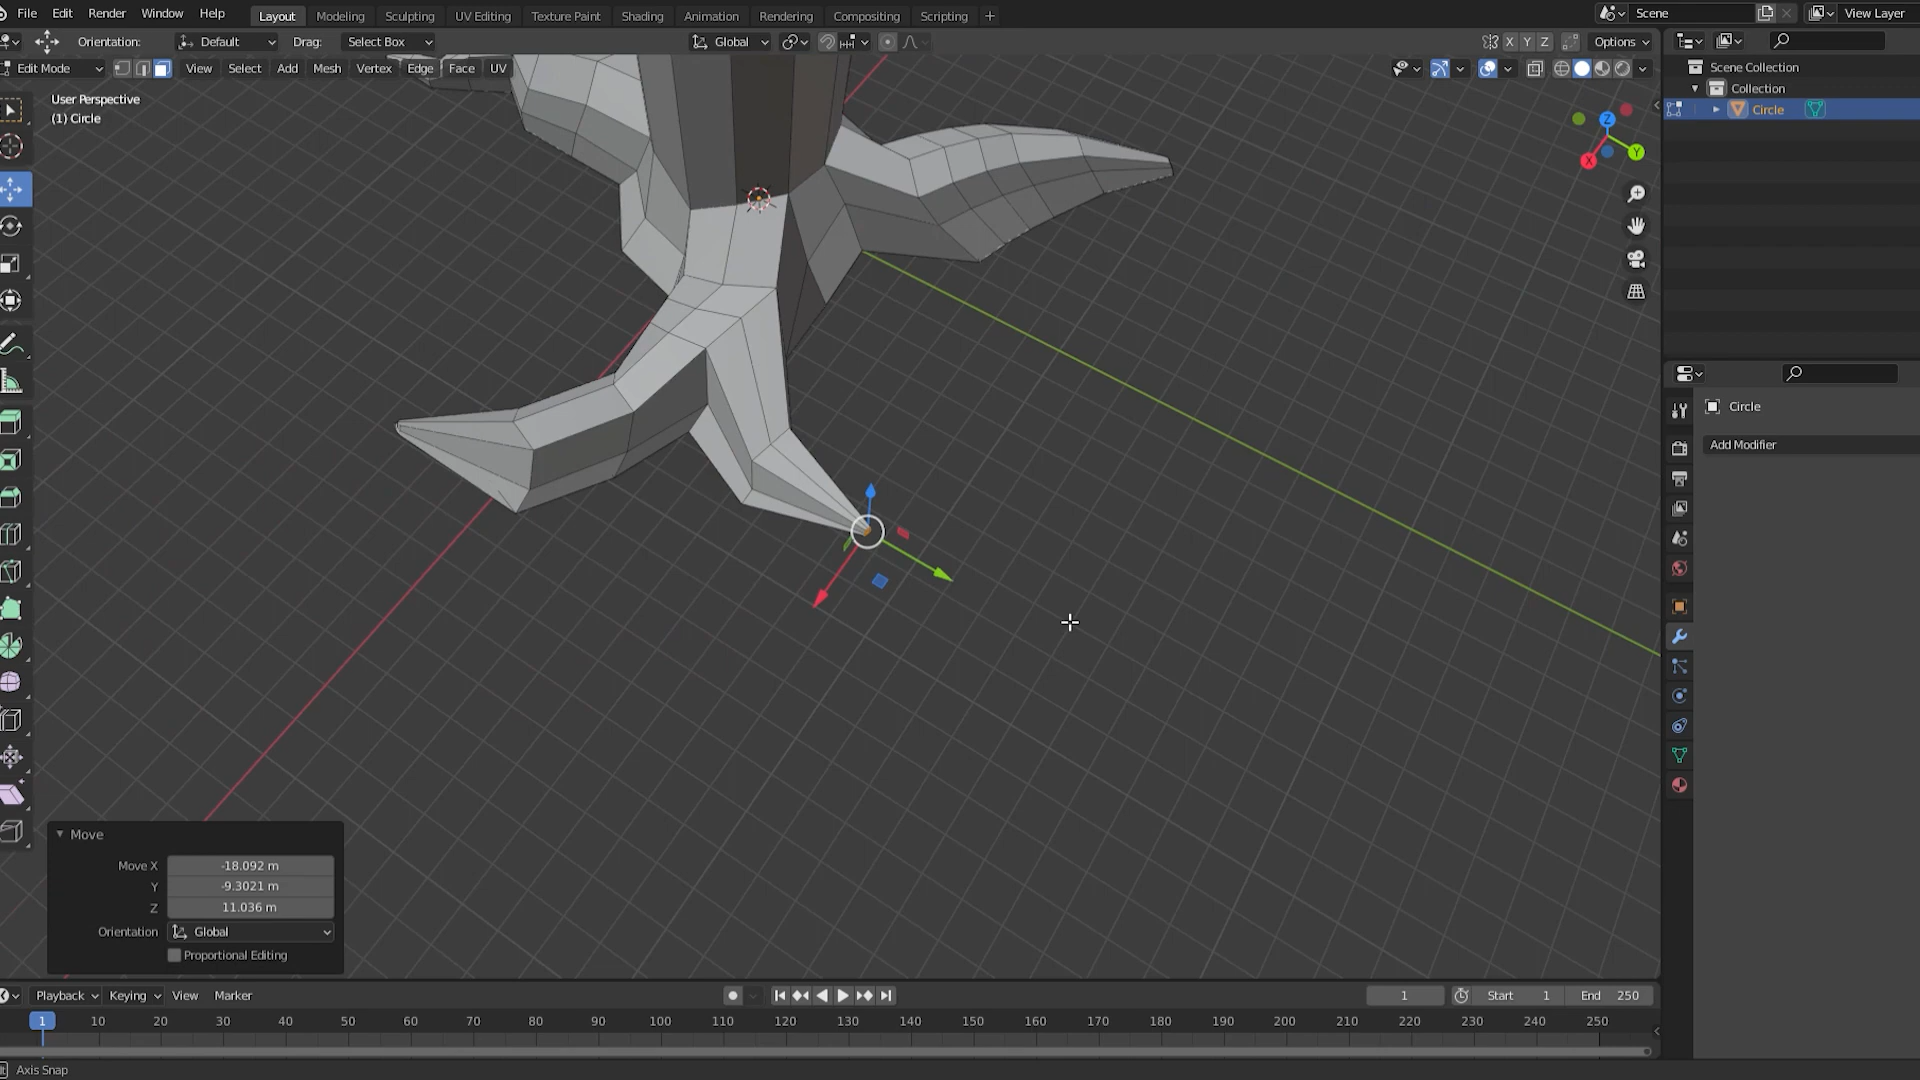 File Edit Render Window Help Layout Modeling Sculpting UV Editing Texture Paint Shading Animation Rendering Compositing Scripting + Scene View Layer
Orientation: Default Drag: Select Box Global X Y Z Options
Edit Mode View Select Add Mesh Vertex Edge Face UV
Scene Collection
Collection
Circle
User Perspective
(1) Circle
Z
Y
X
Circle
Add Modifier
Move
Move X -18.092 m
Y -9.3021 m
Z 11.036 m
Orientation Global
Proportional Editing
Playback Keying View Marker 1 Start 1 End 250
1 10 20 30 40 50 60 70 80 90 100 110 120 130 140 150 160 170 180 190 200 210 220 230 240 250
Axis Snap